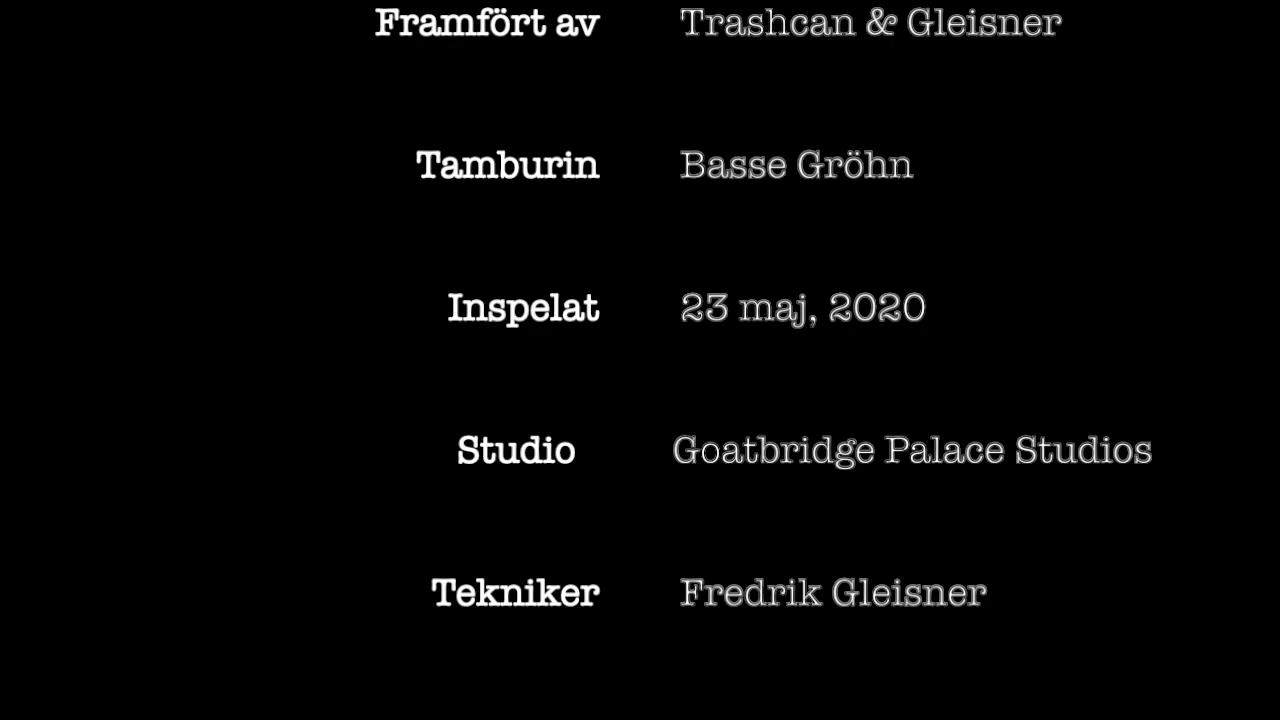 Framfört av Trashcan & Gleisner
Tamburin Basse Gröhn
Inspelat 23 maj, 2020
Studio Goatbridge Palace Studios
Tekniker Fredrik Gleisner